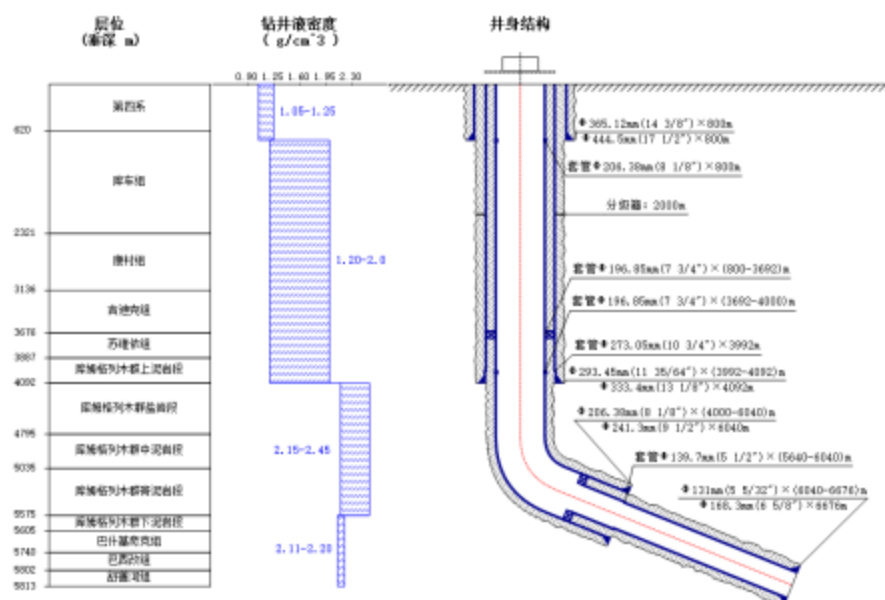 层位
(垂深 m)
钻井液密度
( g/cm^3 )
井身结构
0.90 1.25 1.60 1.95 2.30
第四系
1.05-1.25
620
库车组
2321
康村组
1.20-2.0
3136
吉迪克组
3678
苏维依组
3887
库姆格列木群上泥岩段
4092
库姆格列木群盐岩段
4795
库姆格列木群中泥岩段
2.15-2.45
5035
库姆格列木群膏泥岩段
5575
库姆格列木群下泥岩段
5605
巴什基奇克组
2.11-2.20
5740
巴西改组
5802
舒善河组
5813
Φ365.12mm(14 3/8")×800m
Φ444.5mm(17 1/2")×800m
套管Φ206.38mm(8 1/8")×800m
分级箍：2000m
套管Φ196.85mm(7 3/4")×(800-3692)m
套管Φ196.85mm(7 3/4")×(3692-4000)m
套管Φ273.05mm(10 3/4")×3992m
Φ293.45mm(11 35/64")×(3992-4092)m
Φ333.4mm(13 1/8")×4092m
Φ206.38mm(8 1/8")×(4000-6040)m
Φ241.3mm(9 1/2")×6040m
套管Φ139.7mm(5 1/2")×(5640-6040)m
Φ131mm(5 5/32")×(6040-6676)m
Φ168.3mm(6 5/8")×6676m